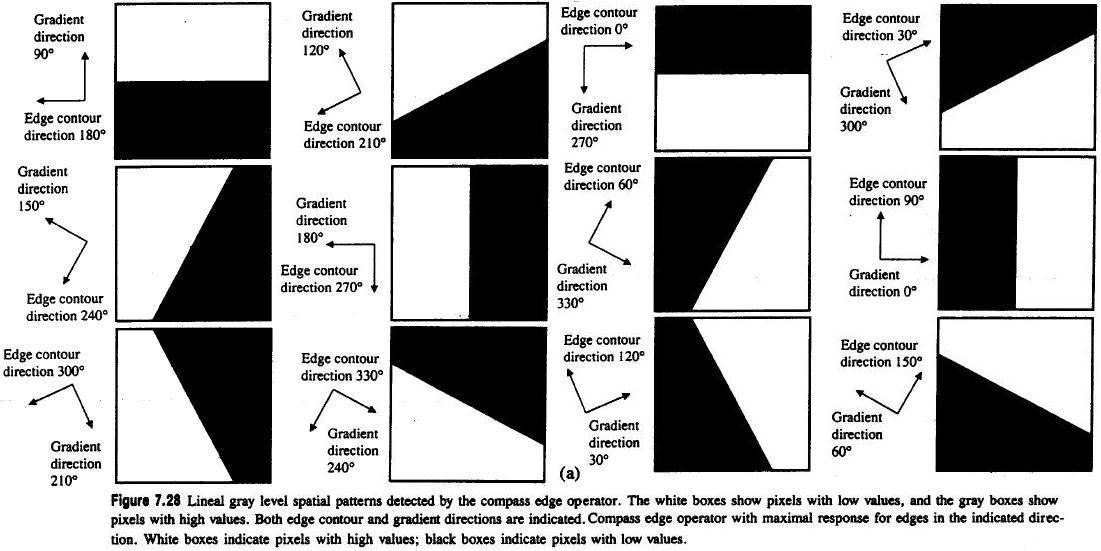 Gradient
direction
90°
Edge contour
direction 180°
Gradient
direction
120°
Edge contour
direction 210°
Edge contour
direction 0°
Gradient
direction
270°
Edge contour
direction 30°
Gradient
direction
300°
Gradient
direction
150°
Edge contour
direction 240°
Gradient
direction
180°
Edge contour
direction 270°
Edge contour
direction 60°
Gradient
direction
330°
Edge contour
direction 90°
Gradient
direction 0°
Edge contour
direction 300°
Gradient
direction
210°
Edge contour
direction 330°
Gradient
direction
240°
Edge contour
direction 120°
Gradient
direction
30°
Edge contour
direction 150°
Gradient
direction
60°
(a)
Figure 7.28 Lineal gray level spatial patterns detected by the compass edge operator. The white boxes show pixels with low values, and the gray boxes show
pixels with high values. Both edge contour and gradient directions are indicated. Compass edge operator with maximal response for edges in the indicated direc-
tion. White boxes indicate pixels with high values; black boxes indicate pixels with low values.